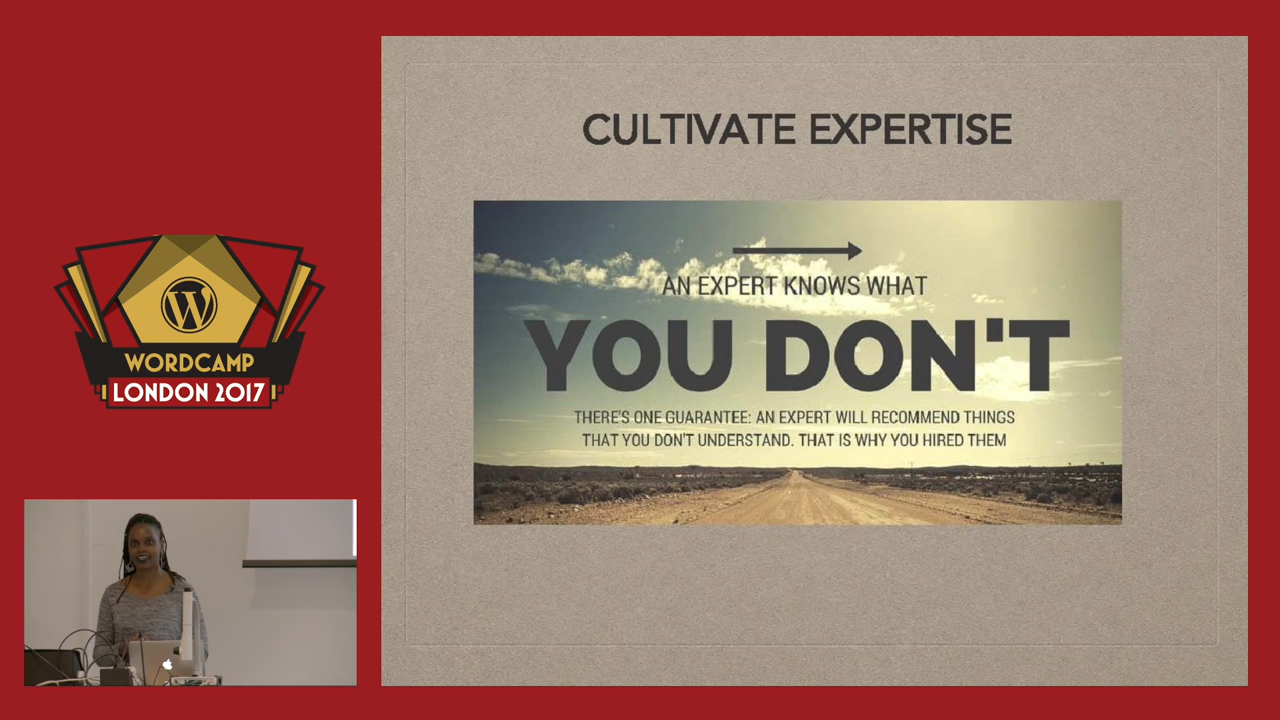 CULTIVATE EXPERTISE
AN EXPERT KNOWS WHAT
YOU DON'T
THERE'S ONE GUARANTEE: AN EXPERT WILL RECOMMEND THINGS
THAT YOU DON'T UNDERSTAND. THAT IS WHY YOU HIRED THEM
W
WORDCAMP
LONDON 2017